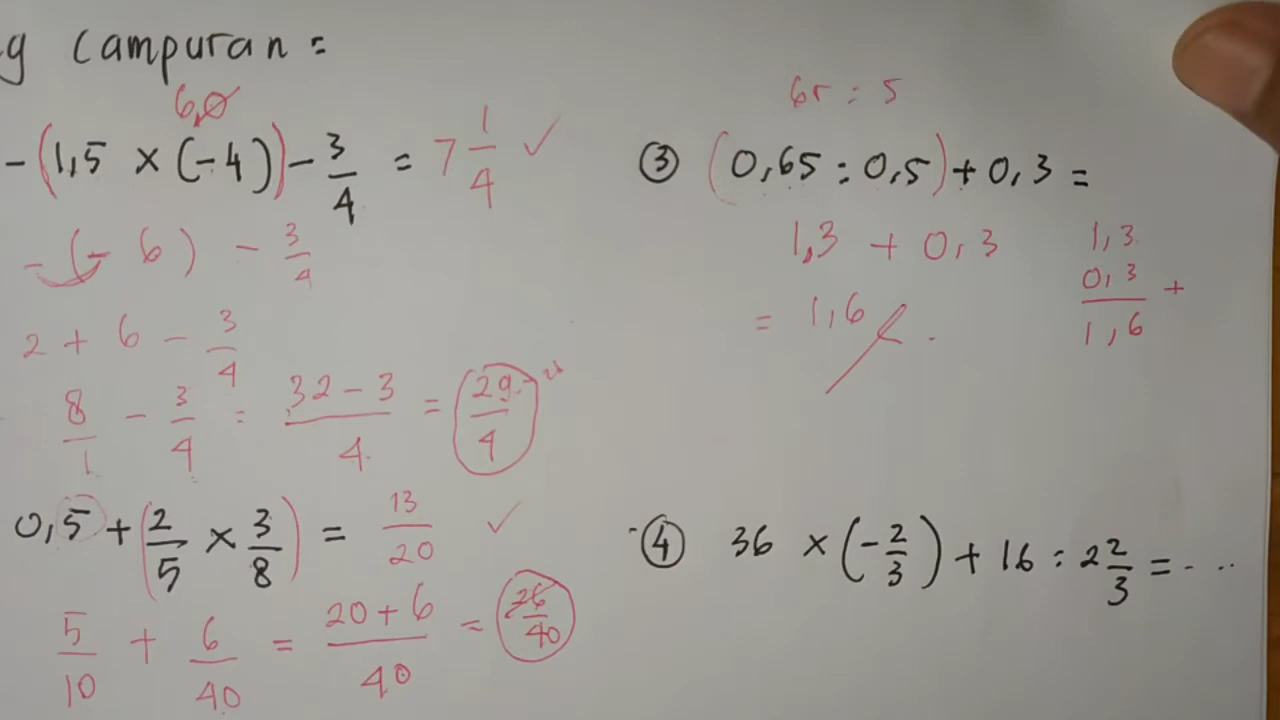 g Campuran =
6,0
- (1,5 × (-4)) - 3/4 = 7 1/4 ✓
- (- 6) - 3/4
2 + 6 - 3/4
8/1 - 3/4 = 32 - 3/4 = 29/4
0,5 + (2/5 × 3/8) = 13/20 ✓
5/10 + 6/40 = 20 + 6/40 = 26/40
65 : 5
③ (0,65 : 0,5) + 0,3 =
1,3 + 0,3
= 1,6
1,3
0,3 +
1,6
④ 36 × (- 2/3) + 16 : 2 2/3 = ....